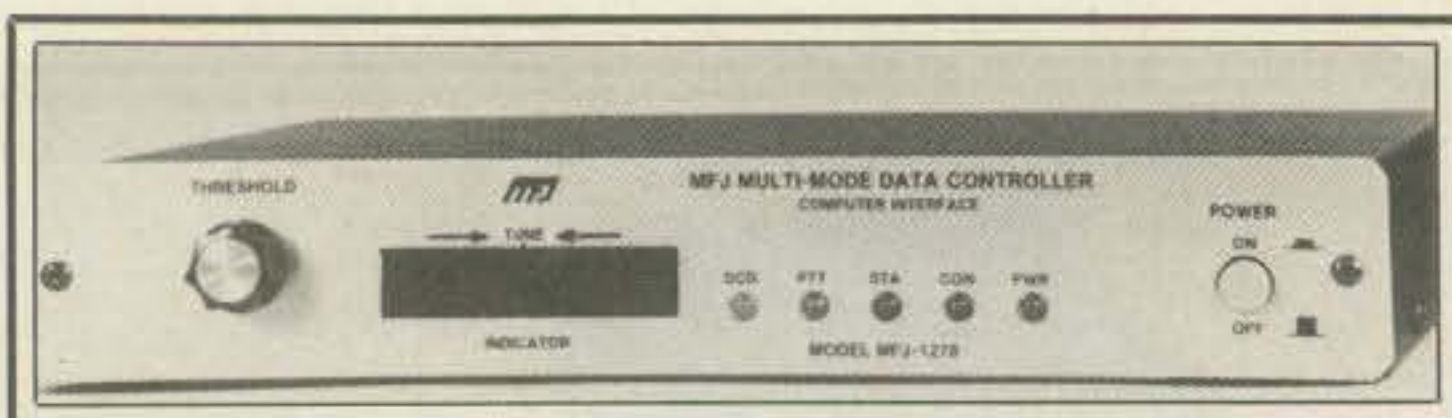 THRESHOLD
MFJ
MFJ MULTI-MODE DATA CONTROLLER
COMPUTER INTERFACE
TUNE
POWER
ON
DCD PTT STA CON PWR
OFF
INDICATOR
MODEL MFJ-1278